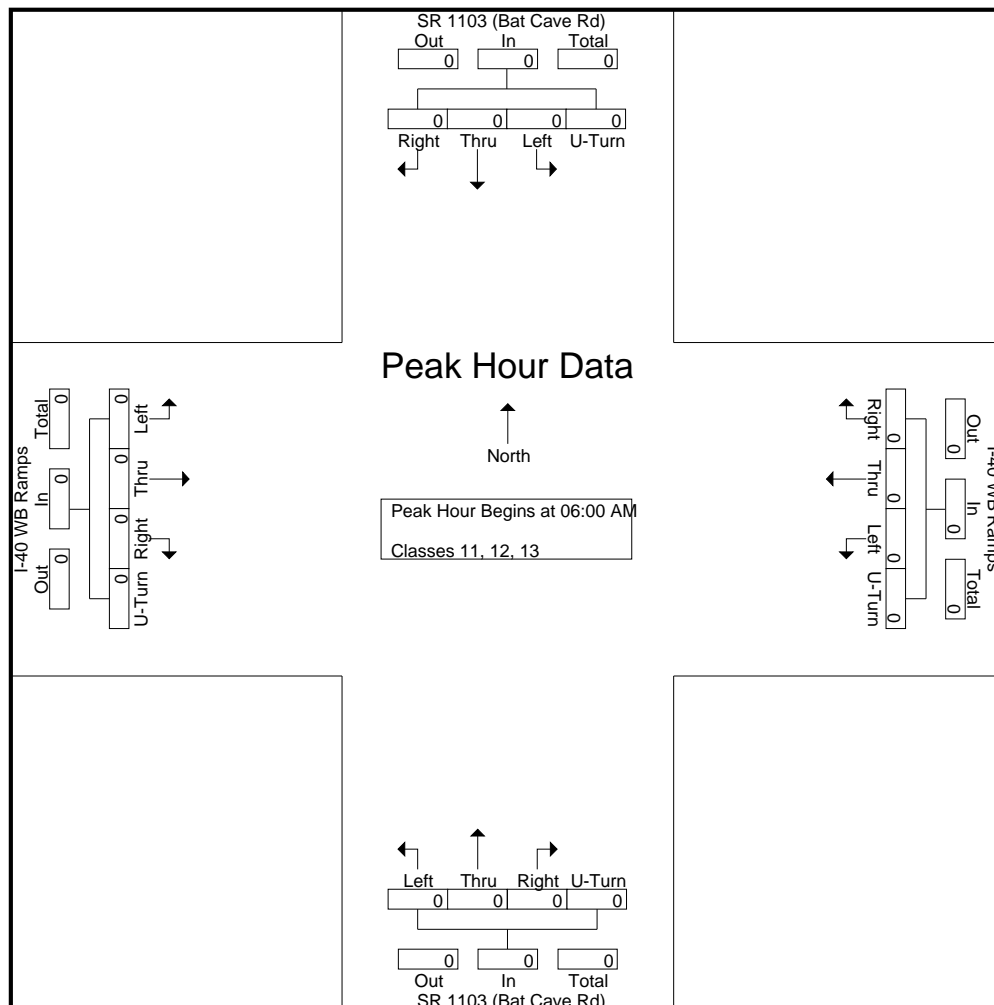 SR 1103 (Bat Cave Rd)
Out In Total
0 0 0
0 0 0 0
Right Thru Left U-Turn
Peak Hour Data
North
Peak Hour Begins at 06:00 AM
Classes 11, 12, 13
I-40 WB Ramps
Out In Total
0 0 0
0 0 0 0
U-Turn Right Thru Left
I-40 WB Ramps
Out In Total
0 0 0
0 0 0 0
Right Thru Left U-Turn
Left Thru Right U-Turn
0 0 0 0
0 0 0
Out In Total
SR 1103 (Bat Cave Rd)